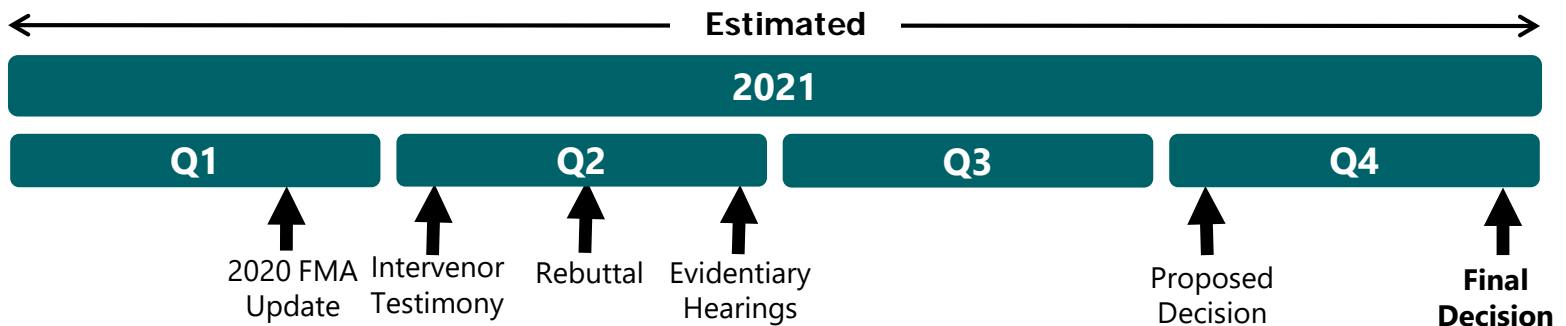 Estimated
2021
Q1
Q2
Q3
Q4
2020 FMA
Update
Intervenor
Testimony
Rebuttal
Evidentiary
Hearings
Proposed
Decision
Final
Decision